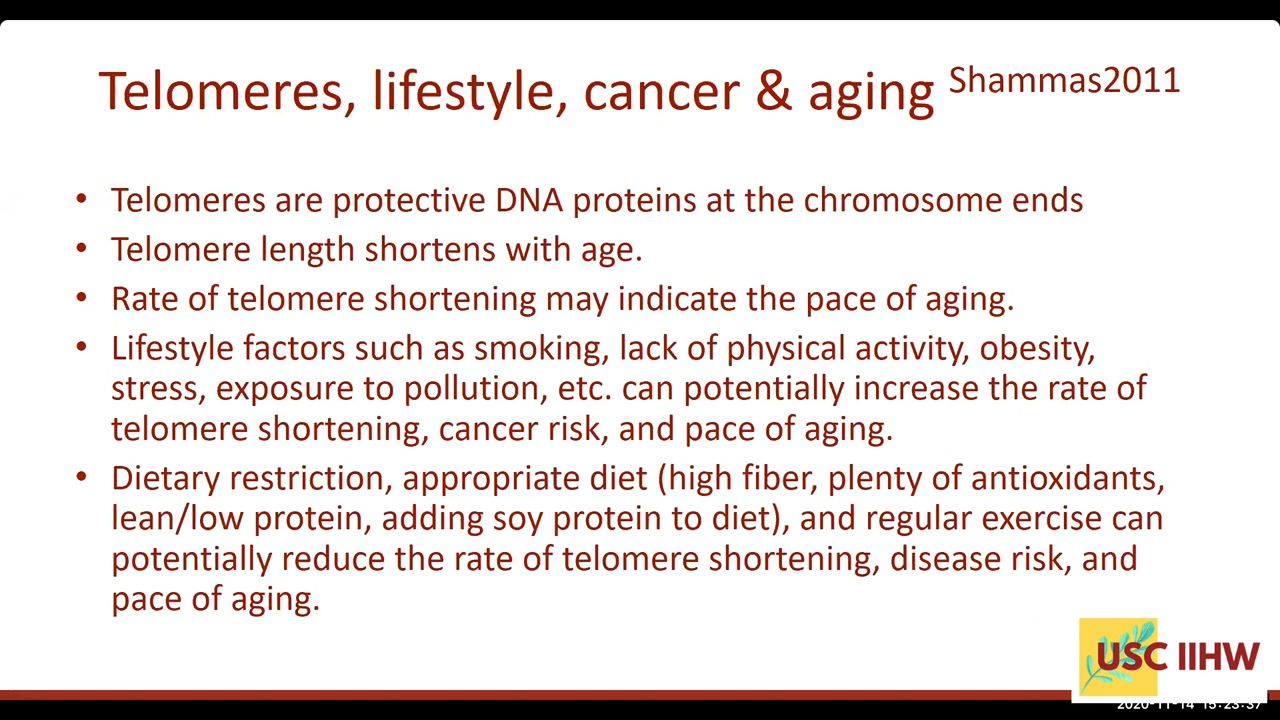 Telomeres, lifestyle, cancer & aging Shammas2011
• Telomeres are protective DNA proteins at the chromosome ends
• Telomere length shortens with age.
• Rate of telomere shortening may indicate the pace of aging.
• Lifestyle factors such as smoking, lack of physical activity, obesity,
stress, exposure to pollution, etc. can potentially increase the rate of
telomere shortening, cancer risk, and pace of aging.
• Dietary restriction, appropriate diet (high fiber, plenty of antioxidants,
lean/low protein, adding soy protein to diet), and regular exercise can
potentially reduce the rate of telomere shortening, disease risk, and
pace of aging.
USC IIHW
2020-11-14 15:23:37